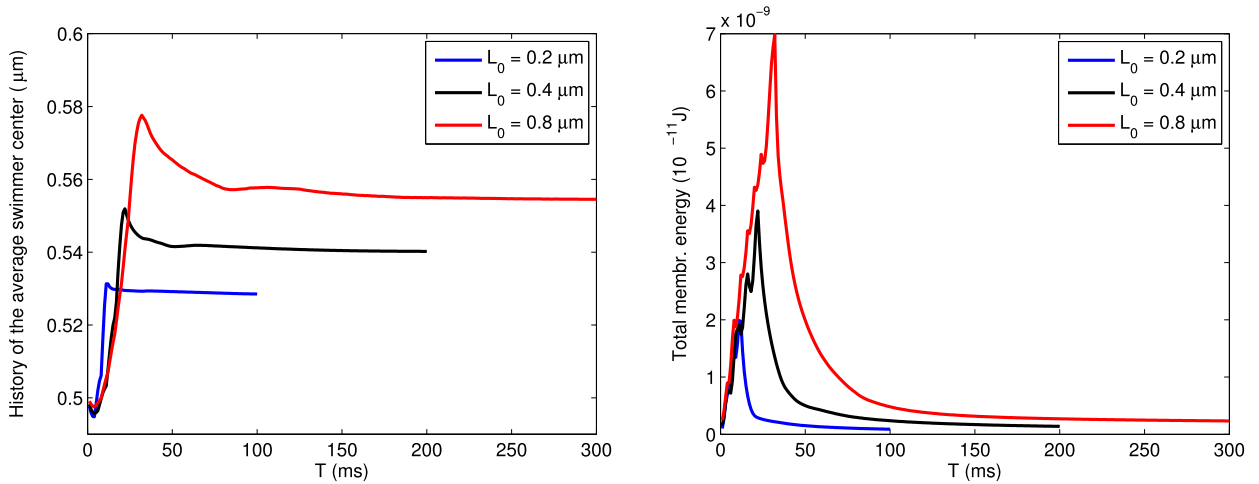 History of the average swimmer center ( μm)
0.6
0.58
0.56
0.54
0.52
0.5
0
50
100
150
200
250
300
T (ms)
L0 = 0.2 μm
L0 = 0.4 μm
L0 = 0.8 μm
x 10−9
Total membr. energy (10 −11J)
7
6
5
4
3
2
1
0
0
50
100
150
200
250
300
T (ms)
L0 = 0.2 μm
L0 = 0.4 μm
L0 = 0.8 μm